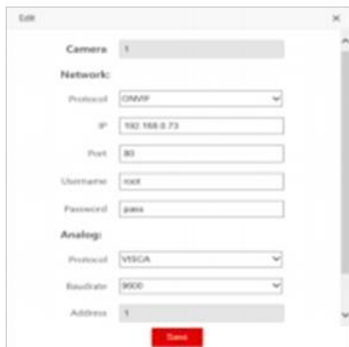 Edit
Camera 1
Network:
Protocol ONVIF
IP 192.168.0.73
Port 80
Username root
Password pass
Analog:
Protocol VISCA
Baudrate 9600
Address 1
Save